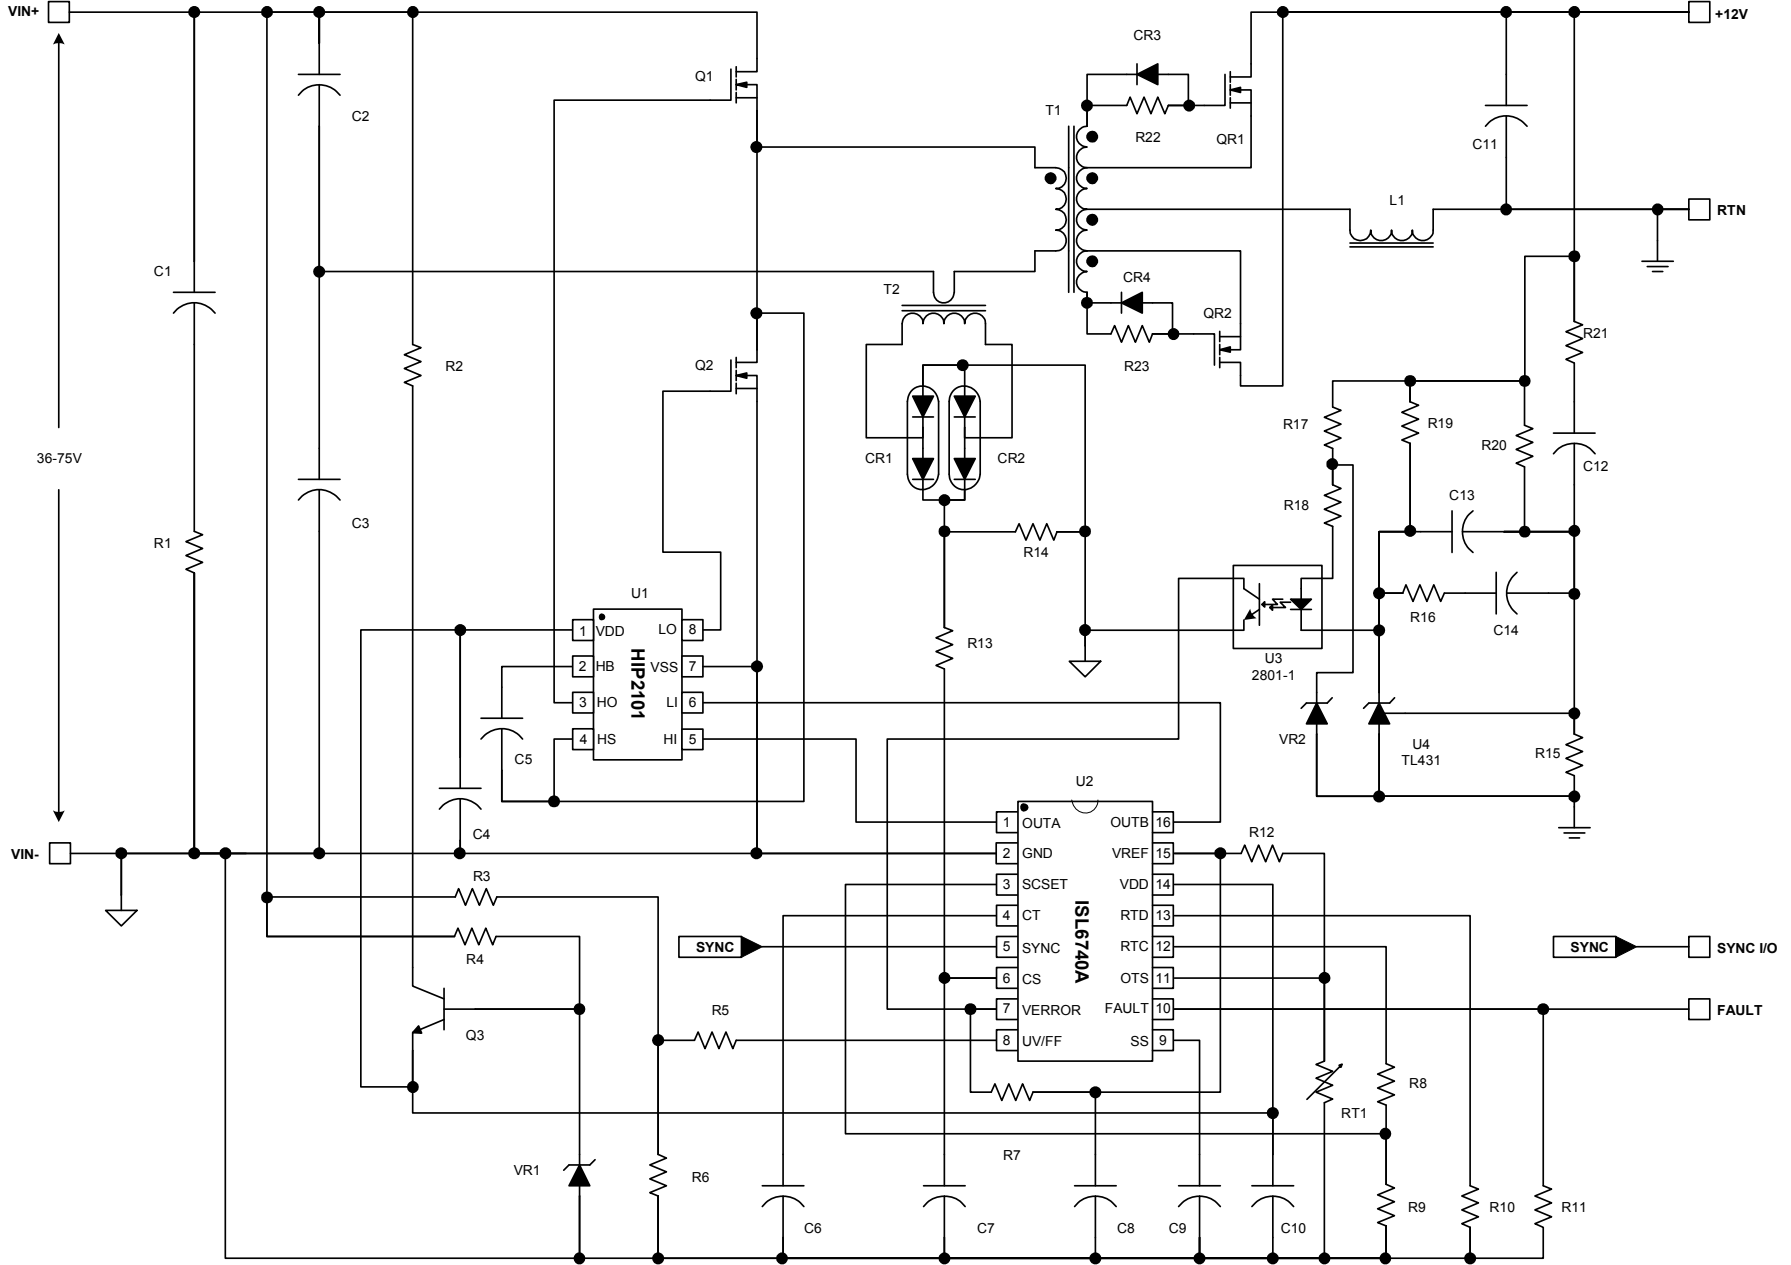 VIN+
+12V
CR3
Q1
C2
T1
R22
QR1
C11
L1
RTN
C1
T2
CR4
QR2
R2
Q2
R23
R21
R17
R19
R20
36-75V
CR1
CR2
C12
C13
R18
C3
R1
R14
R16
C14
U1
1 VDD LO 8
2 HB VSS 7
3 HO LI 6
4 HS HI 5
HIP2101
R13
U3
2801-1
C5
VR2
U4
TL431
R15
U2
C4
VIN-
1 OUTA OUTB 16
2 GND VREF 15
3 SCSET VDD 14
4 CT RTD 13
5 SYNC RTC 12
6 CS OTS 11
7 VERROR FAULT 10
8 UV/FF SS 9
ISL6740A
R12
R3
R4
SYNC
SYNC
SYNC I/O
FAULT
Q3
R5
R8
RT1
R7
VR1
R6
C6
C7
C8
C9
C10
R9
R10
R11